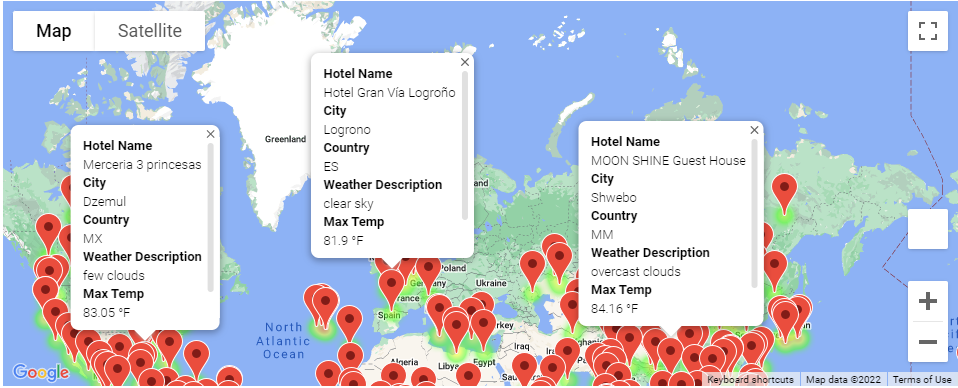 Map
Satellite
Greenland
Hotel Name
Hotel Gran Vía Logroño
City
Logrono
Country
ES
Weather Description
clear sky
Max Temp
81.9 °F
Hotel Name
Merceria 3 princesas
City
Dzemul
Country
MX
Weather Description
few clouds
Max Temp
83.05 °F
Hotel Name
MOON SHINE Guest House
City
Shwebo
Country
MM
Weather Description
overcast clouds
Max Temp
84.16 °F
Poland
Ukraine
Spain
North
Atlantic
Ocean
Iraq
Algeria
Egypt
Google
Keyboard shortcuts
Map data ©2022
Terms of Use